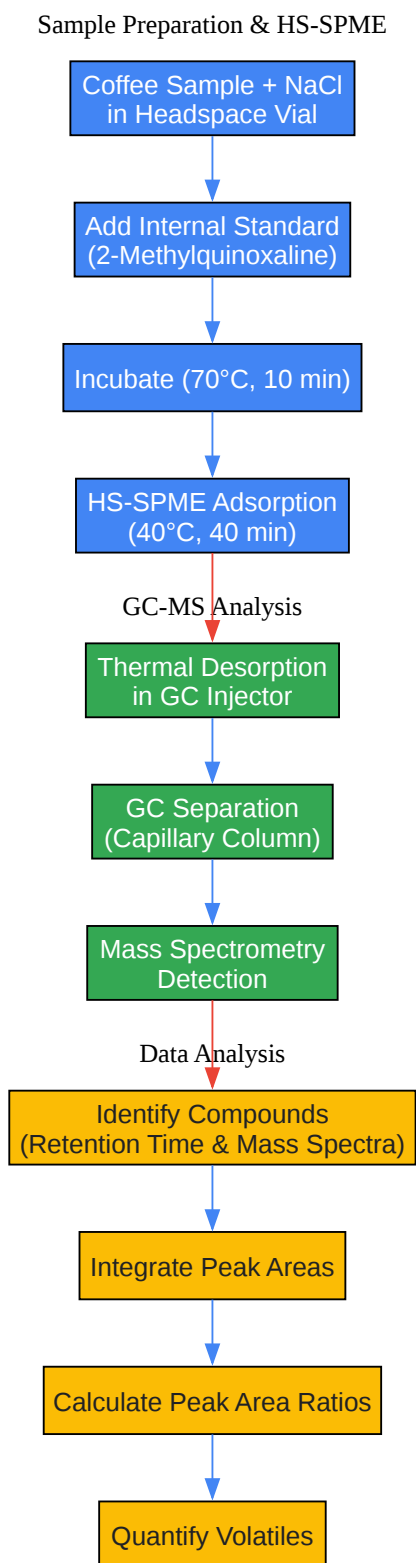 Sample Preparation & HS-SPME
Coffee Sample + NaCl
in Headspace Vial
Add Internal Standard
(2-Methylquinoxaline)
Incubate (70°C, 10 min)
HS-SPME Adsorption
(40°C, 40 min)
GC-MS Analysis
Thermal Desorption
in GC Injector
GC Separation
(Capillary Column)
Mass Spectrometry
Detection
Data Analysis
Identify Compounds
(Retention Time & Mass Spectra)
Integrate Peak Areas
Calculate Peak Area Ratios
Quantify Volatiles